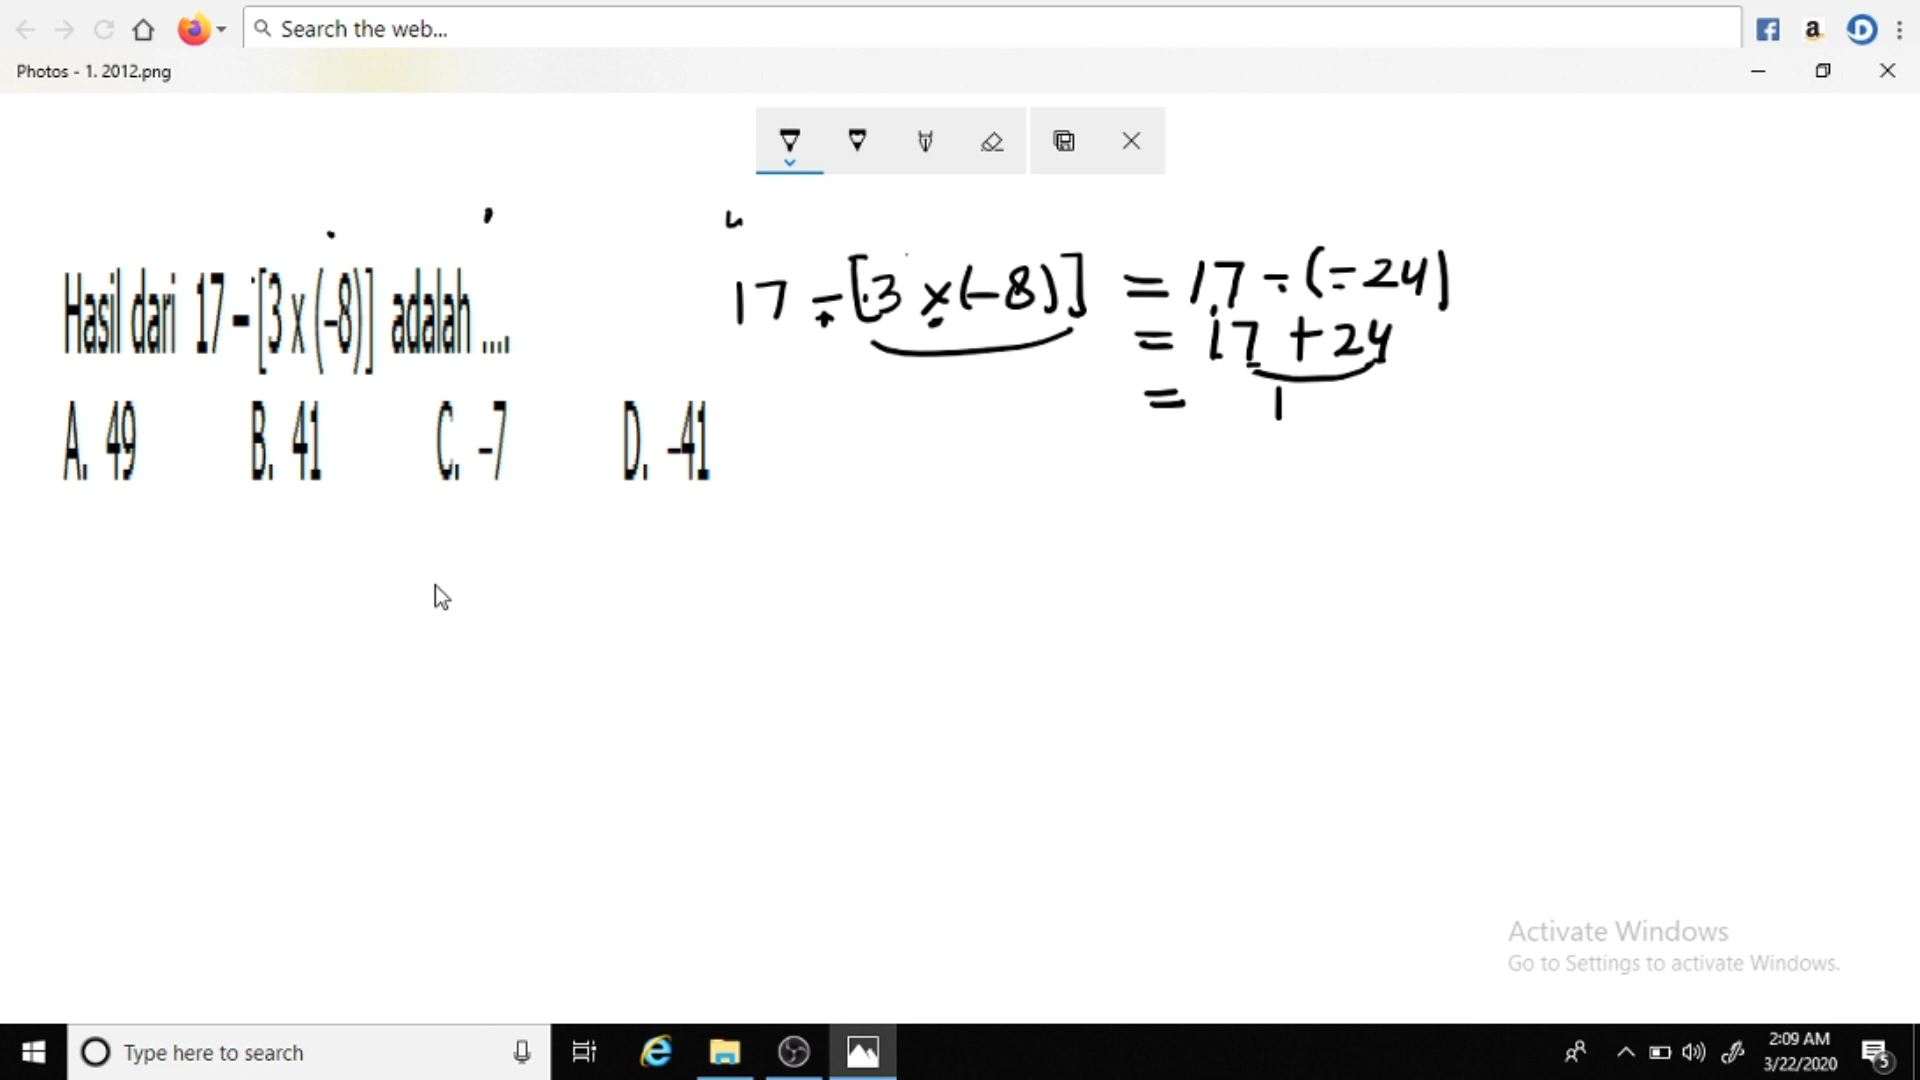 Search the web...
Photos - 1. 2012.png
Hasil dari 17 – [3 x (–8)] adalah ...
A. 49 B. 41 C. –7 D. –41
17 - [3 x (-8)] = 17 - (-24)
= 17 + 24
= 1
Activate Windows
Go to Settings to activate Windows.
Type here to search
2:09 AM
3/22/2020
5